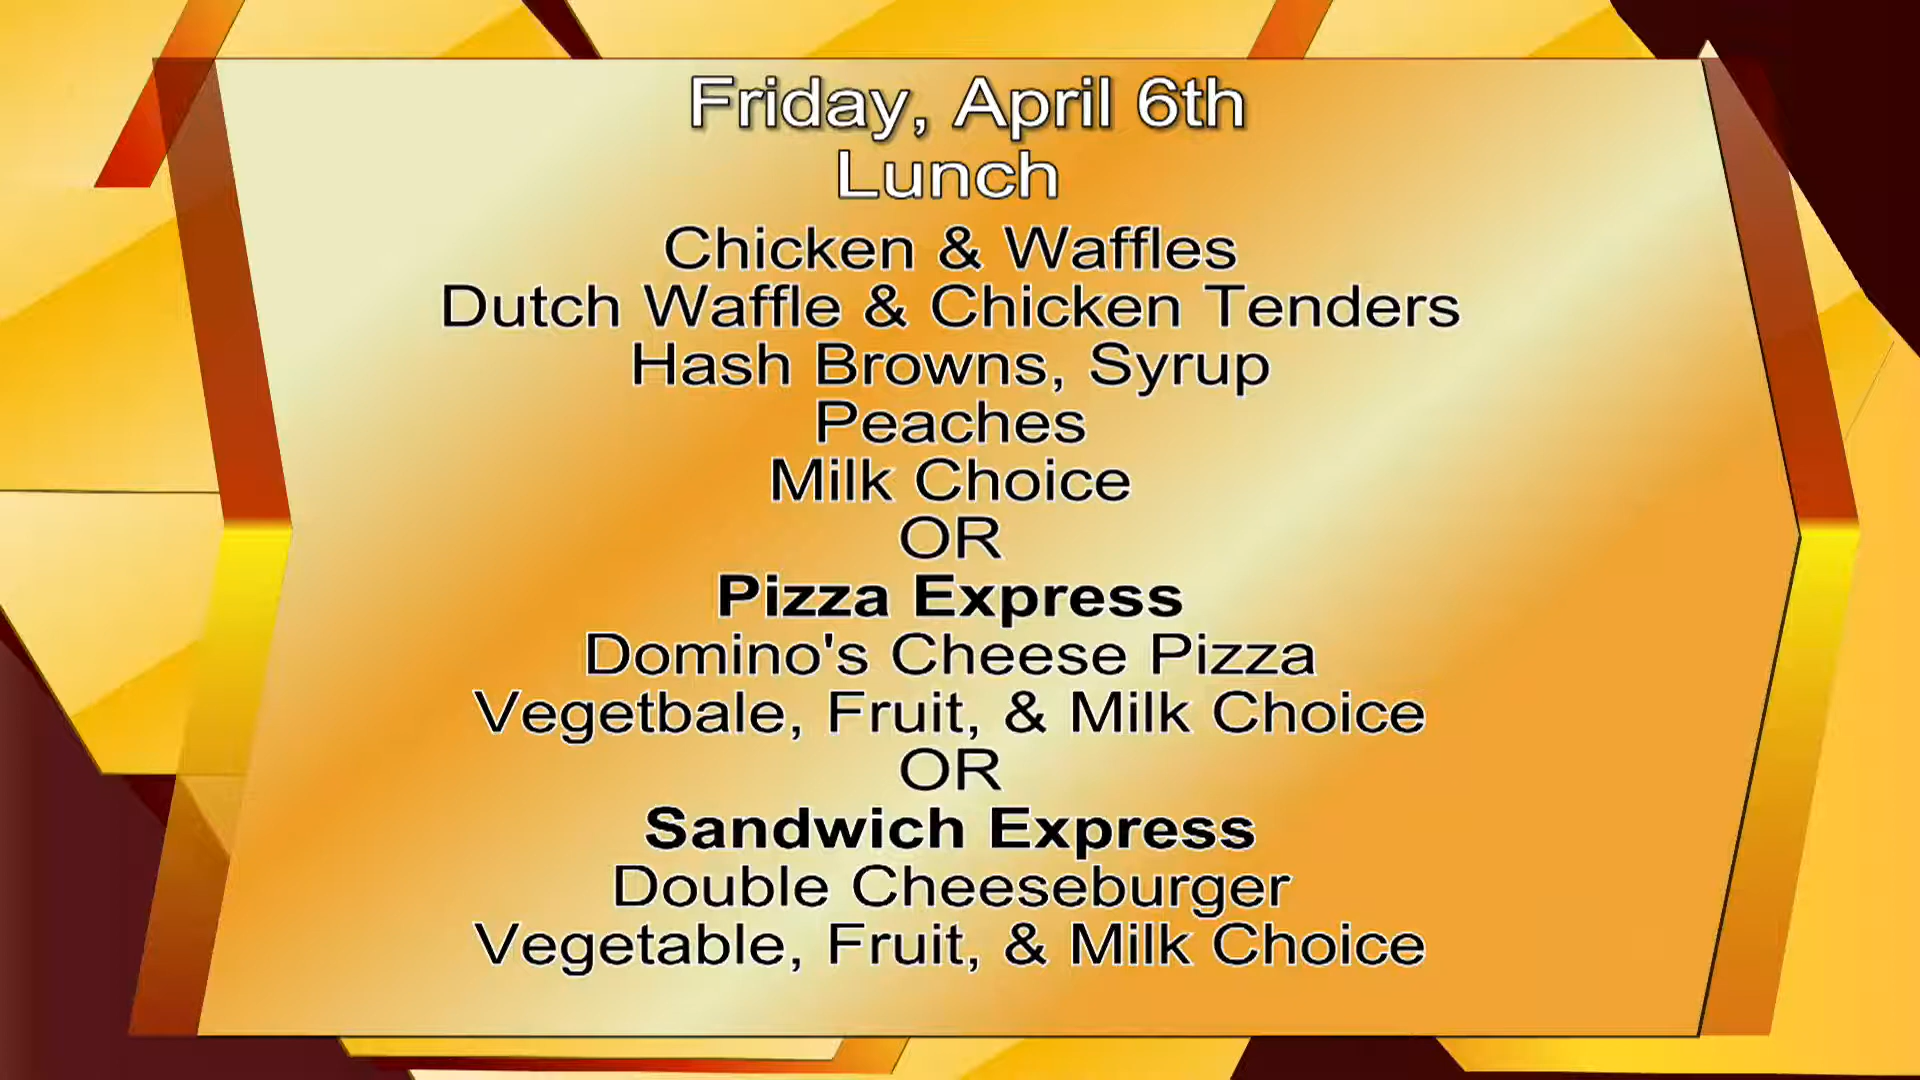 Friday, April 6th
Lunch
Chicken & Waffles
Dutch Waffle & Chicken Tenders
Hash Browns, Syrup
Peaches
Milk Choice
OR
Pizza Express
Domino's Cheese Pizza
Vegetbale, Fruit, & Milk Choice
OR
Sandwich Express
Double Cheeseburger
Vegetable, Fruit, & Milk Choice